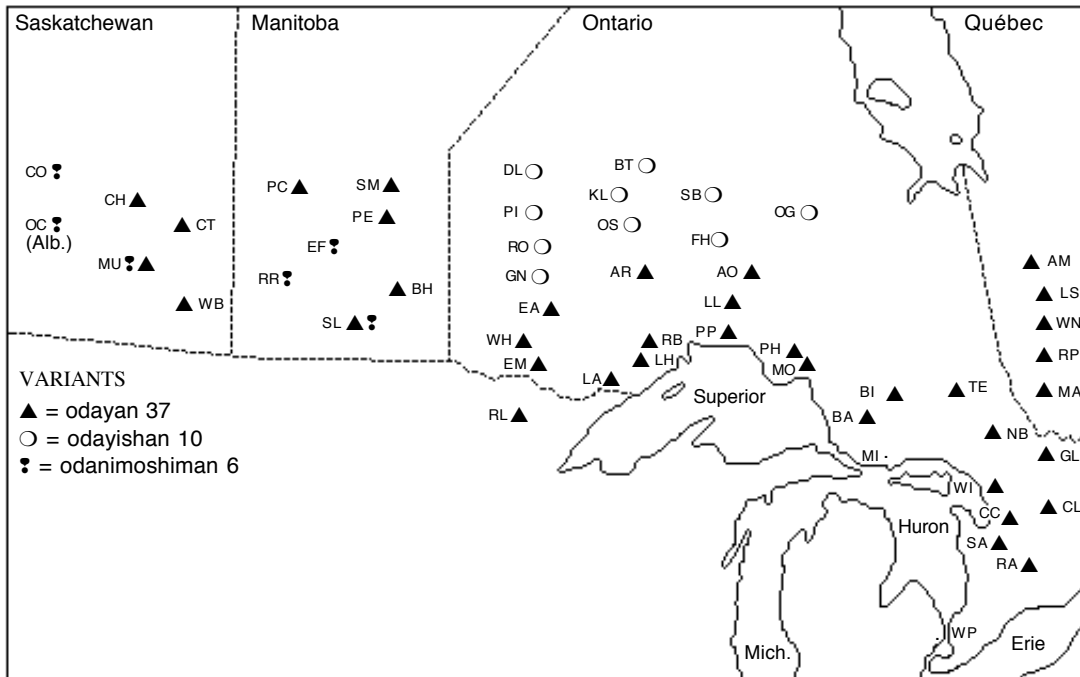 Saskatchewan
Manitoba
Ontario
Québec
CO
CH
OC
(Alb.)
CT
MU
WB
PC
SM
PE
EF
RR
BH
SL
DL
BT
KL
SB
PI
OS
OG
RO
FH
GN
AR
AO
EA
LL
WH
RB
PP
EM
LH
PH
LA
MO
RL
Superior
BI
TE
BA
NB
MI
WI
CC
Huron
SA
RA
WP
Mich.
Erie
AM
LS
WN
RP
MA
GL
CL
VARIANTS
▲ = odayan 37
❍ = odayishan 10
❢ = odanimoshiman 6